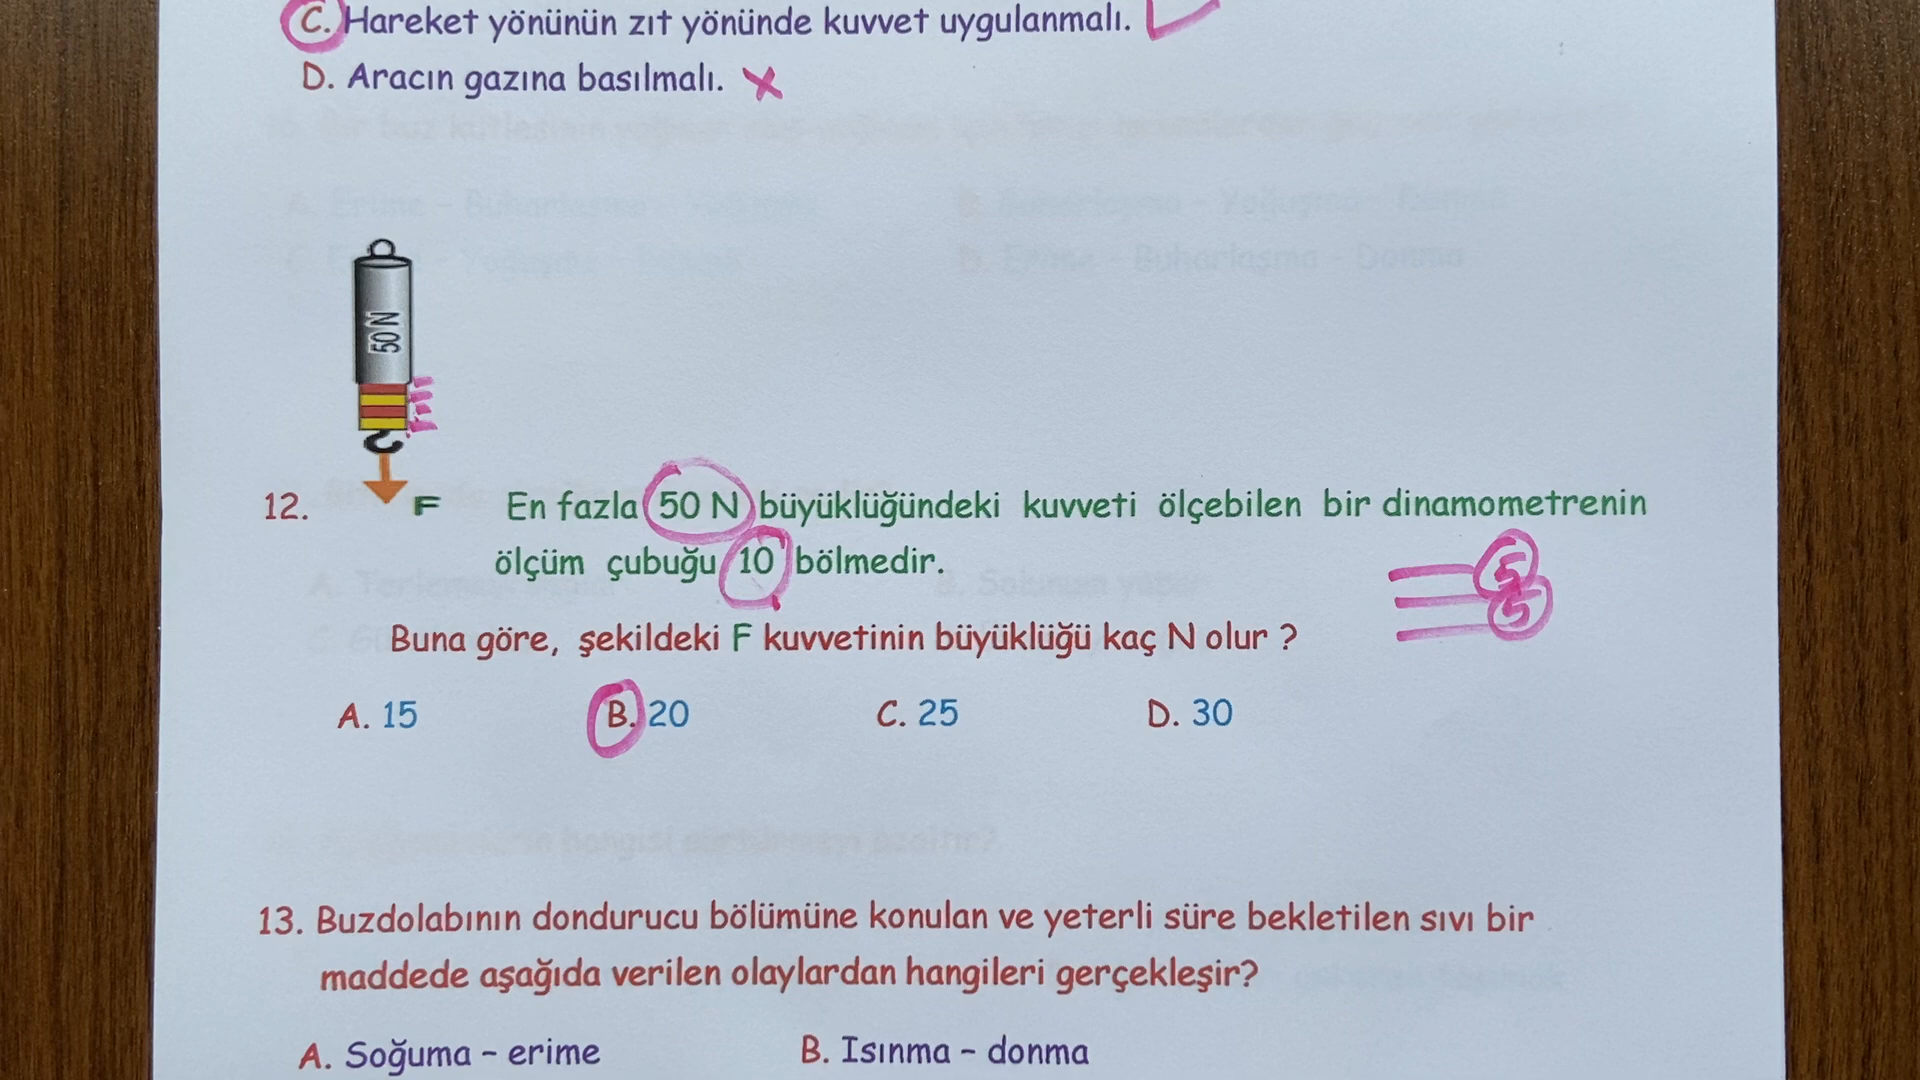 C. Hareket yönünün zıt yönünde kuvvet uygulanmalı.
D. Aracın gazına basılmalı.
50 N
12. F En fazla 50 N büyüklüğündeki kuvveti ölçebilen bir dinamometrenin
ölçüm çubuğu 10 bölmedir.
5
5
Buna göre, şekildeki F kuvvetinin büyüklüğü kaç N olur ?
A. 15 B. 20 C. 25 D. 30
13. Buzdolabının dondurucu bölümüne konulan ve yeterli süre bekletilen sıvı bir
maddede aşağıda verilen olaylardan hangileri gerçekleşir?
A. Soğuma - erime B. Isınma - donma